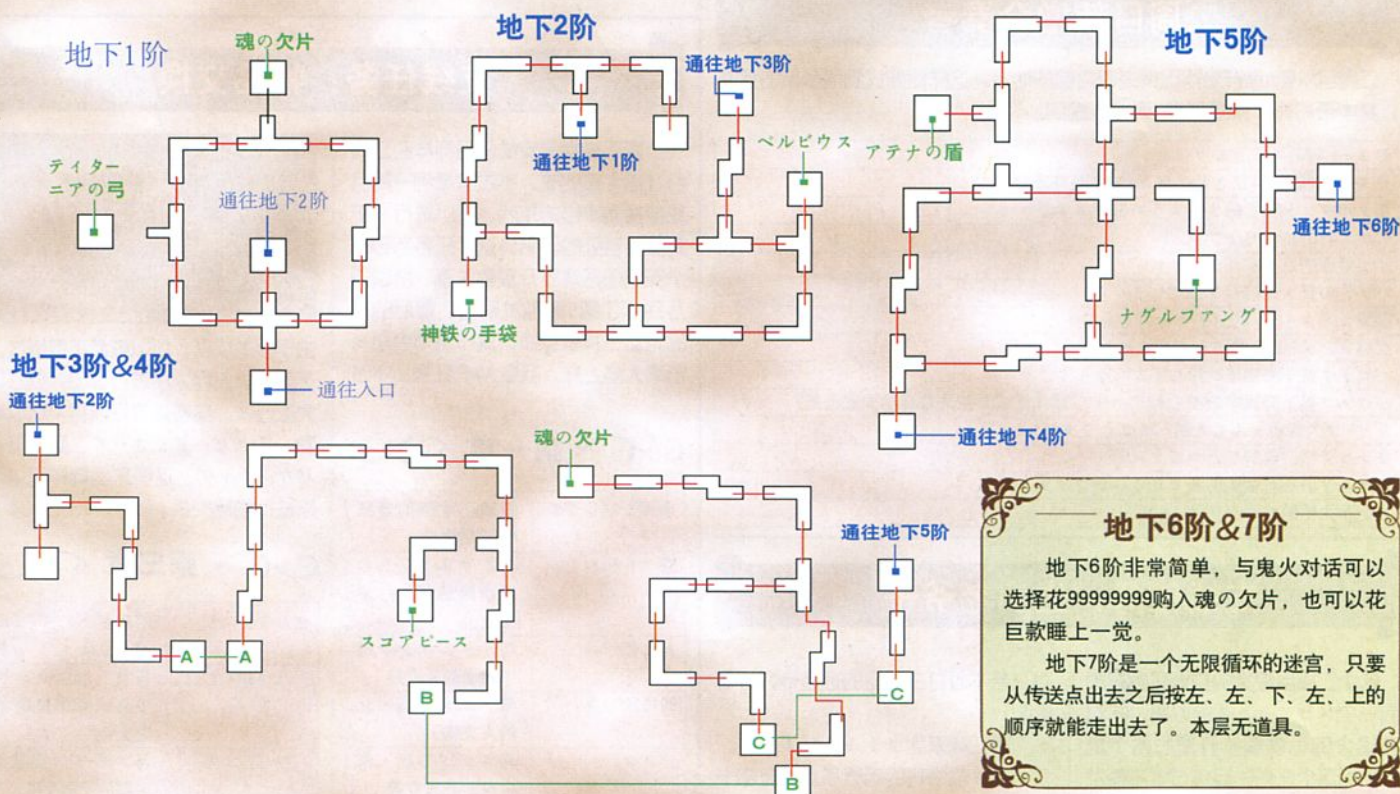 地下1阶
魂の欠片
ティター
ニアの弓
通往地下2阶
通往入口
地下2阶
通往地下1阶
通往地下3阶
ベルビウス
神铁の手袋
地下5阶
アテナの盾
通往地下6阶
ナグルファング
通往地下4阶
地下3阶&4阶
通往地下2阶
A
A
スコアピース
B
魂の欠片
通往地下5阶
C
C
B
地下6阶&7阶
地下6阶非常简单，与鬼火对话可以
选择花99999999购入魂の欠片，也可以花
巨款睡上一觉。
地下7阶是一个无限循环的迷宫，只要
从传送点出去之后按左、左、下、左、上的
顺序就能走出去了。本层无道具。